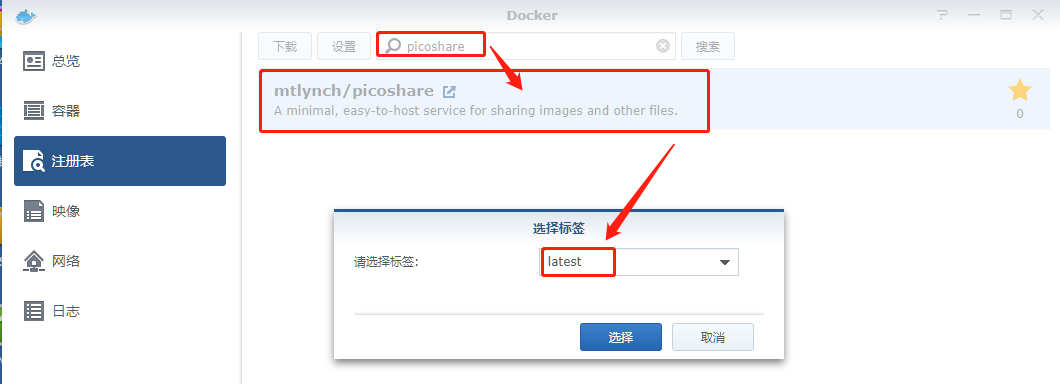 Docker
总览
容器
注册表
映像
网络
日志
下载
设置
picoshare
搜索
mtlynch/picoshare
A minimal, easy-to-host service for sharing images and other files.
0
选择标签
请选择标签:
latest
选择
取消